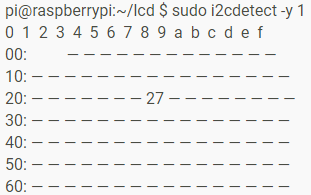 pi@raspberrypi:~/lcd $ sudo i2cdetect -y 1
0 1 2 3 4 5 6 7 8 9 a b c d e f
00: — — — — — — — — — — — — —
10: — — — — — — — — — — — — — — — —
20: — — — — — — — 27 — — — — — — — —
30: — — — — — — — — — — — — — — — —
40: — — — — — — — — — — — — — — — —
50: — — — — — — — — — — — — — — — —
60: — — — — — — — — — — — — — — — —